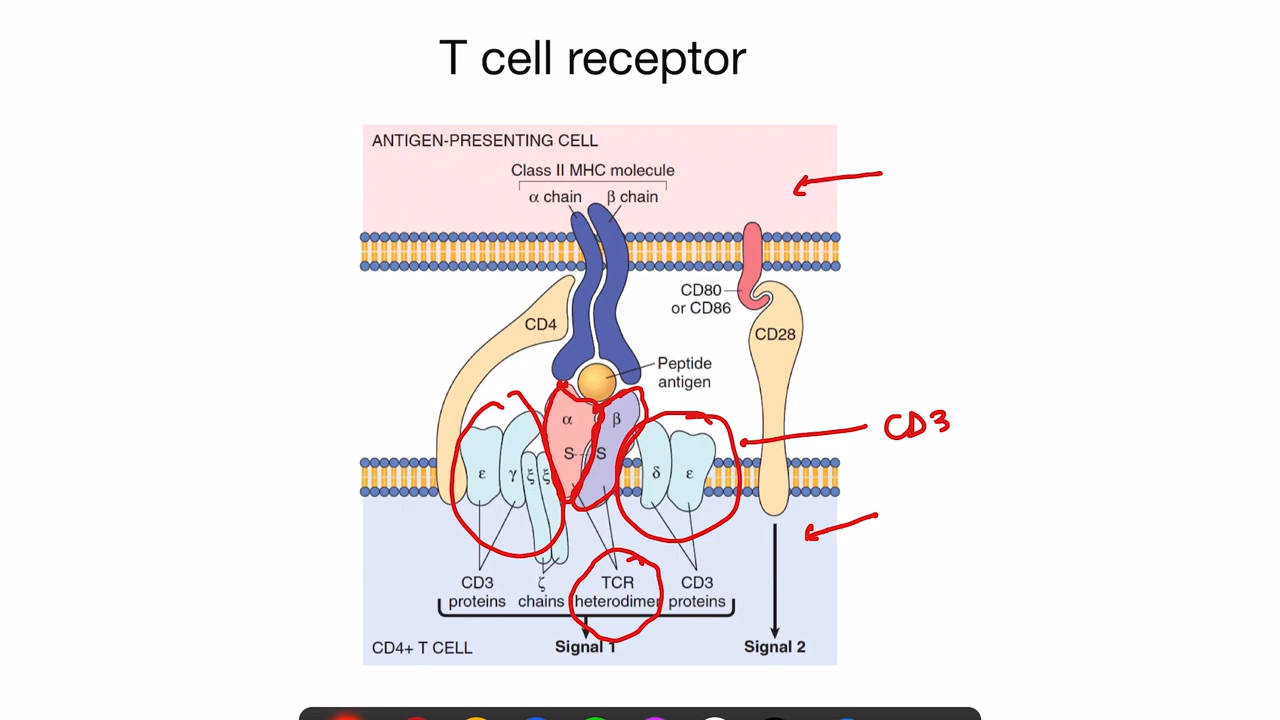 T cell receptor
ANTIGEN-PRESENTING CELL
Class II MHC molecule
α chain
β chain
CD80
or CD86
CD4
CD28
Peptide
antigen
α
β
CD3
S--S
ε
γ
ξ
ξ
δ
ε
CD3
proteins
ζ
chains
TCR
heterodimer
CD3
proteins
CD4+ T CELL
Signal 1
Signal 2